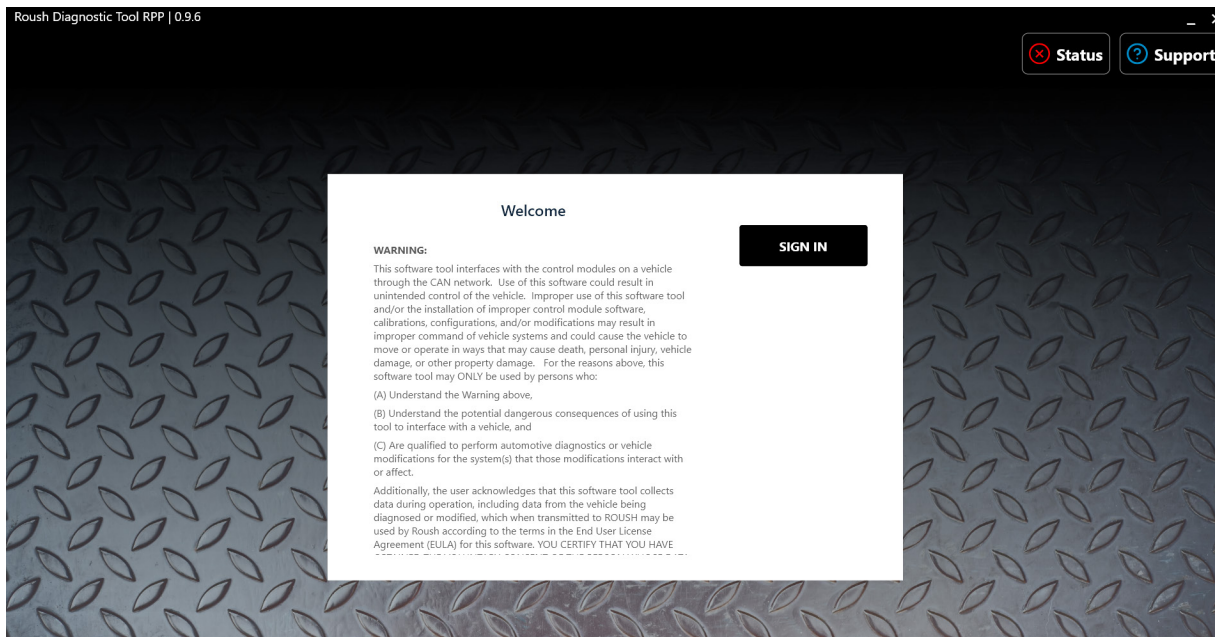 Roush Diagnostic Tool RPP | 0.9.6
Status
Support
Welcome
SIGN IN
WARNING:
This software tool interfaces with the control modules on a vehicle
through the CAN network. Use of this software could result in
unintended control of the vehicle. Improper use of this software tool
and/or the installation of improper control module software,
calibrations, configurations, and/or modifications may result in
improper command of vehicle systems and could cause the vehicle to
move or operate in ways that may cause death, personal injury, vehicle
damage, or other property damage. For the reasons above, this
software tool may ONLY be used by persons who:
(A) Understand the Warning above,
(B) Understand the potential dangerous consequences of using this
tool to interface with a vehicle, and
(C) Are qualified to perform automotive diagnostics or vehicle
modifications for the system(s) that those modifications interact with
or affect.
Additionally, the user acknowledges that this software tool collects
data during operation, including data from the vehicle being
diagnosed or modified, which when transmitted to ROUSH may be
used by Roush according to the terms in the End User License
Agreement (EULA) for this software. YOU CERTIFY THAT YOU HAVE